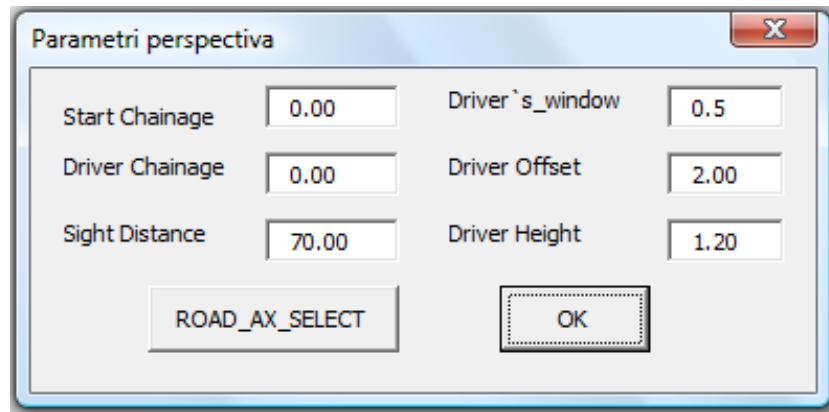 Parametri perspectiva
Start Chainage 0.00 Driver`s_window 0.5
Driver Chainage 0.00 Driver Offset 2.00
Sight Distance 70.00 Driver Height 1.20
ROAD_AX_SELECT OK